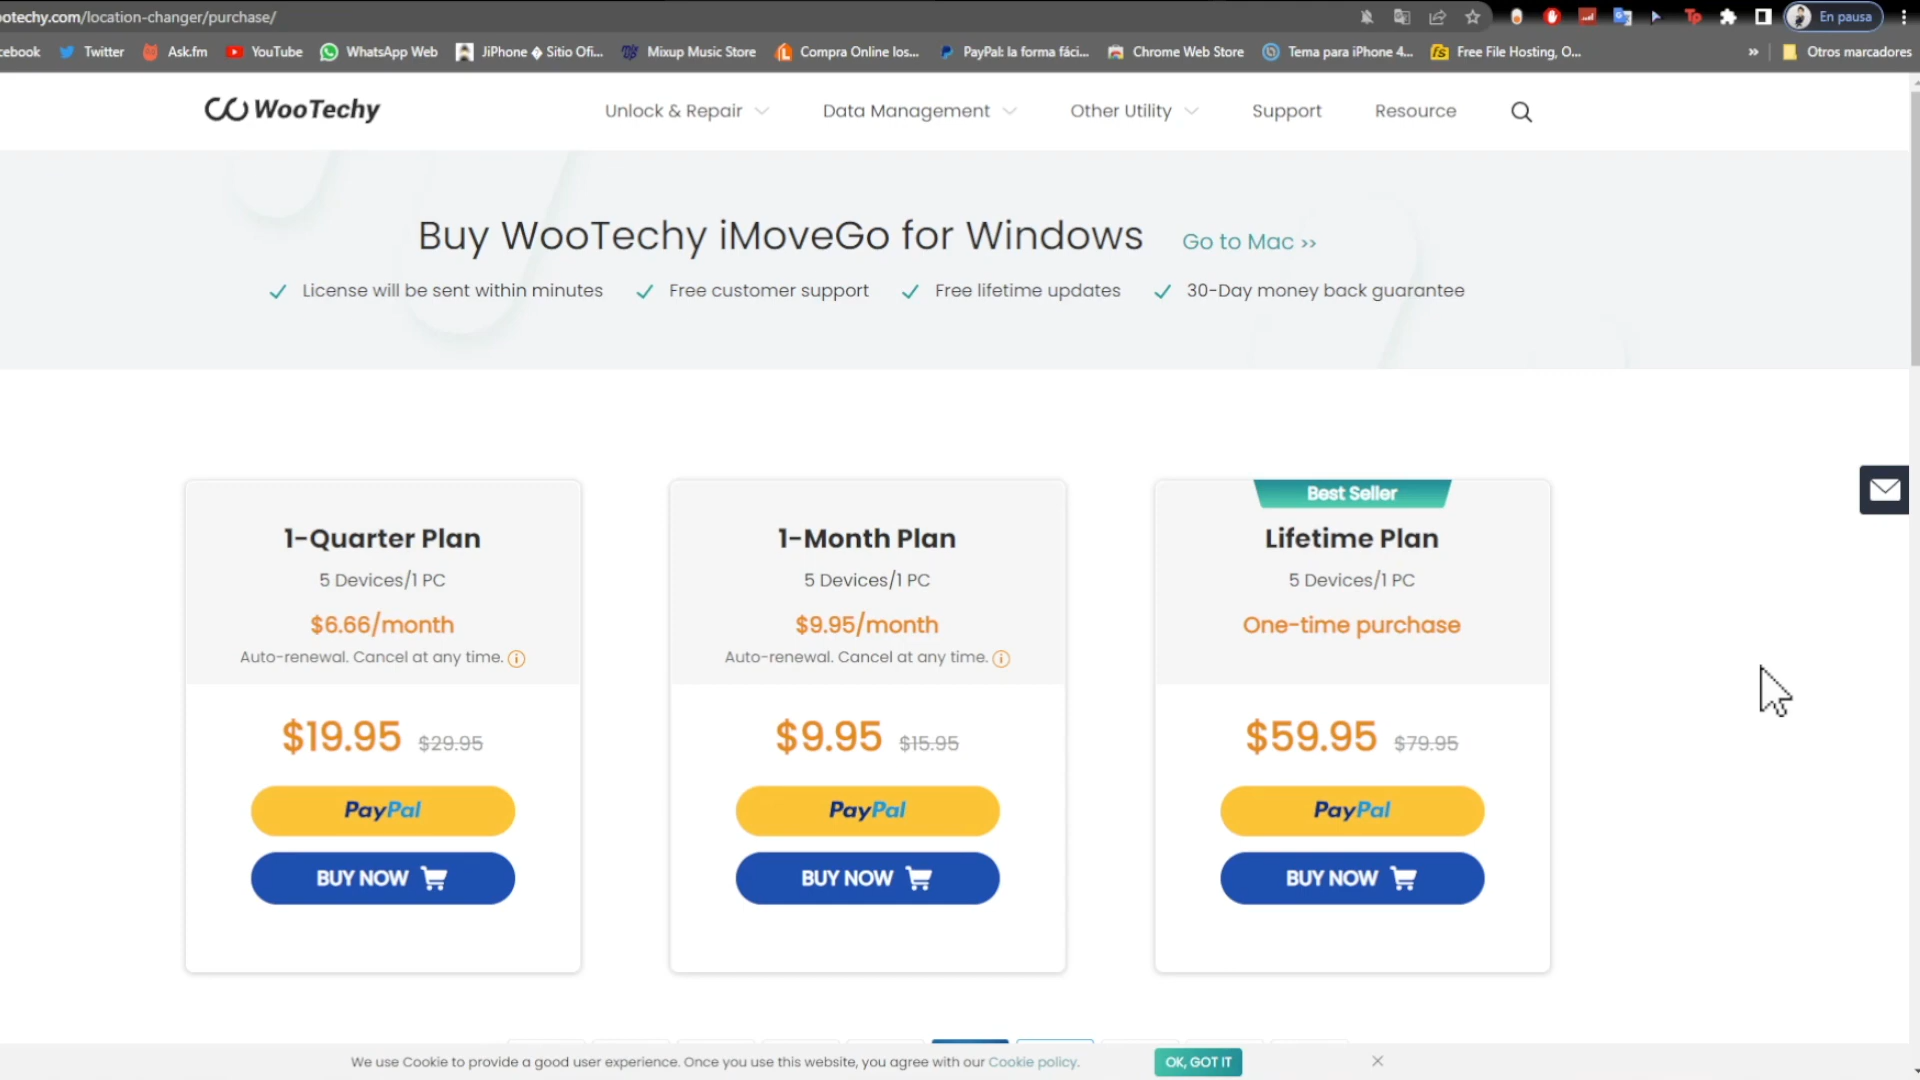 ootechy.com/location-changer/purchase/
En pausa
cebook Twitter Ask.fm YouTube WhatsApp Web JiPhone � Sitio Ofi... Mixup Music Store Compra Online los... PayPal: la forma fáci... Chrome Web Store Tema para iPhone 4... Free File Hosting, O... » Otros marcadores
WooTechy Unlock & Repair Data Management Other Utility Support Resource
Buy WooTechy iMoveGo for Windows Go to Mac >>
License will be sent within minutes Free customer support Free lifetime updates 30-Day money back guarantee
1-Quarter Plan
5 Devices/1 PC
$6.66/month
Auto-renewal. Cancel at any time.
$19.95 $29.95
PayPal
BUY NOW
1-Month Plan
5 Devices/1 PC
$9.95/month
Auto-renewal. Cancel at any time.
$9.95 $15.95
PayPal
BUY NOW
Best Seller
Lifetime Plan
5 Devices/1 PC
One-time purchase
$59.95 $79.95
PayPal
BUY NOW
We use Cookie to provide a good user experience. Once you use this website, you agree with our Cookie policy. OK, GOT IT